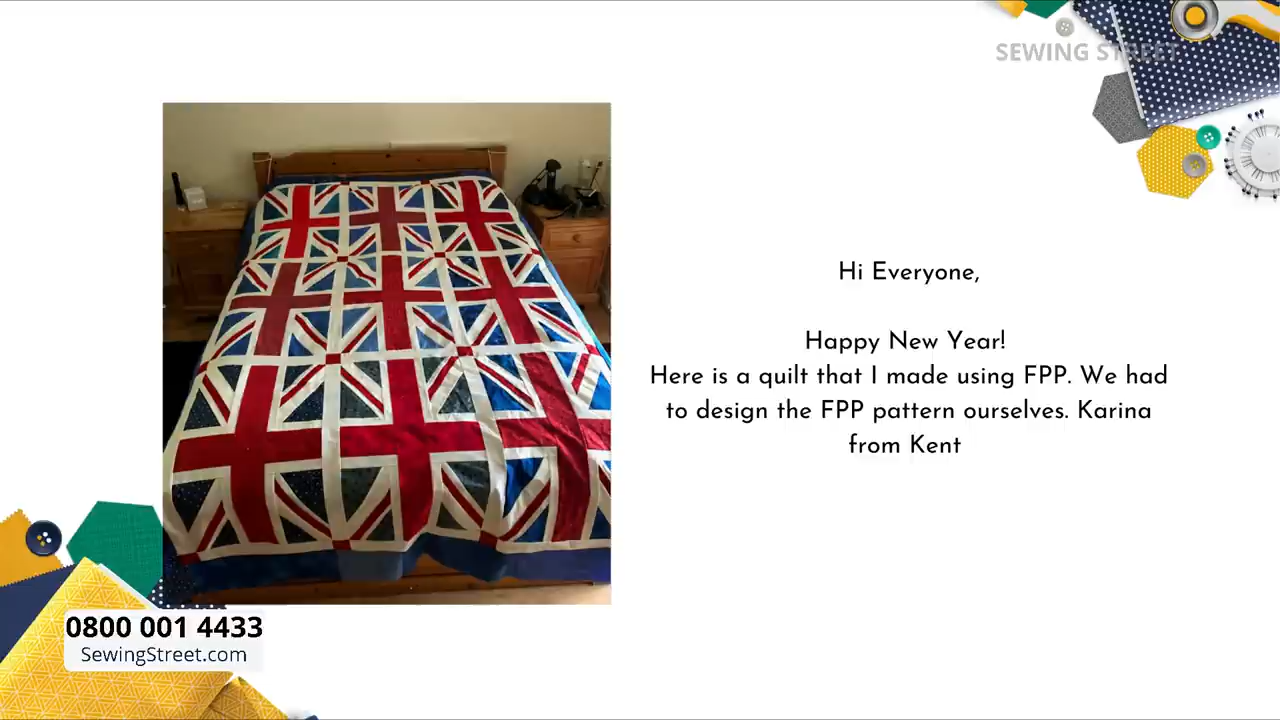 SEWING STREET
Hi Everyone,
Happy New Year!
Here is a quilt that I made using FPP. We had
to design the FPP pattern ourselves. Karina
from Kent
0800 001 4433
SewingStreet.com